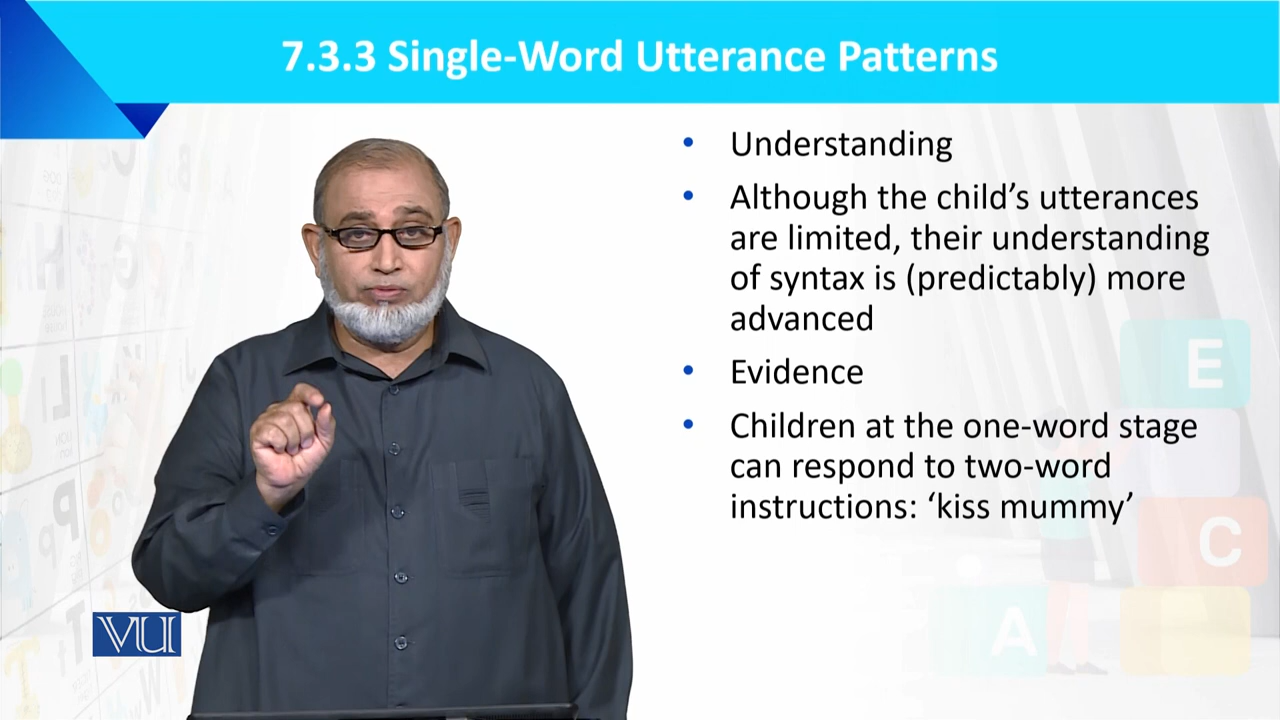 7.3.3 Single-Word Utterance Patterns
• Understanding
• Although the child’s utterances
are limited, their understanding
of syntax is (predictably) more
advanced
• Evidence
• Children at the one-word stage
can respond to two-word
instructions: ‘kiss mummy’
E
C
A
VU